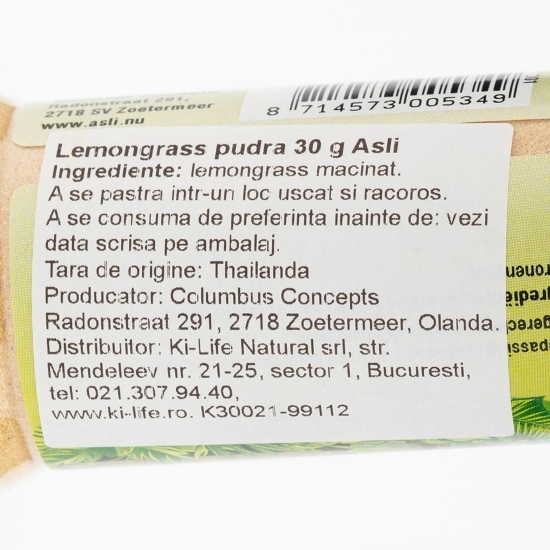 Radonstraat 291,
2718 SV Zoetermeer
www.asli.nu
8 714573 005349
Lemongrass pudra 30 g Asli
Ingrediente: lemongrass macinat.
A se pastra intr-un loc uscat si racoros.
A se consuma de preferinta inainte de: vezi
data scrisa pe ambalaj.
Tara de origine: Thailanda
Producator: Columbus Concepts
Radonstraat 291, 2718 Zoetermeer, Olanda.
Distribuitor: Ki-Life Natural srl, str.
Mendeleev nr. 21-25, sector 1, Bucuresti,
tel: 021.307.94.40,
www.ki-life.ro. K30021-99112